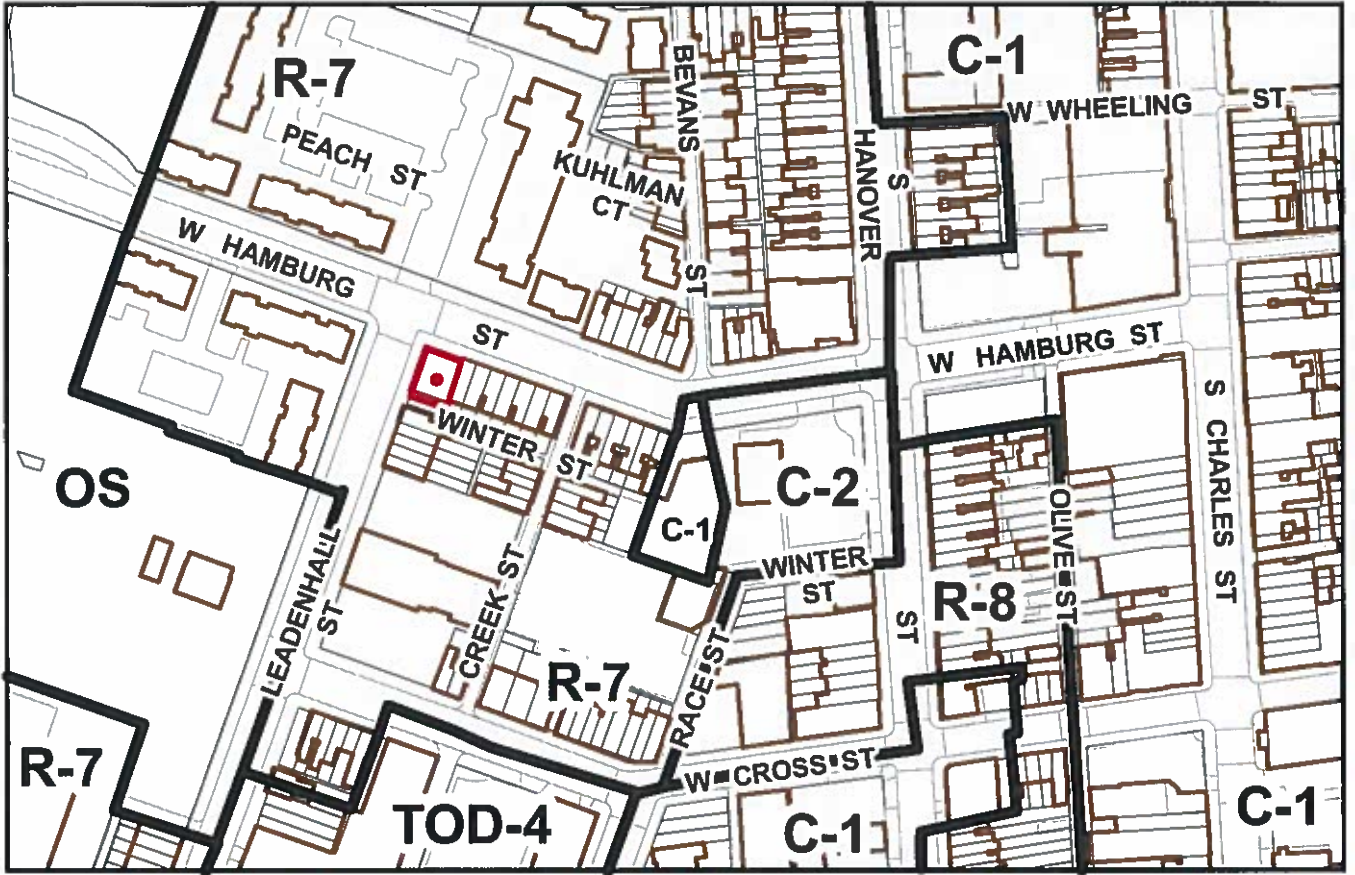 R-7
C-1
BEVANS
ST
W WHEELING
ST
PEACH ST
KUHLMAN
CT
HANOVER
S
W HAMBURG
ST
W HAMBURG ST
S CHARLES ST
WINTER
ST
OS
C-1
C-2
WINTER
ST
OLIVE ST
R-8
ST
LEADENHALL
ST
CREEK ST
R-7
RACE ST
R-7
W CROSS ST
TOD-4
C-1
C-1